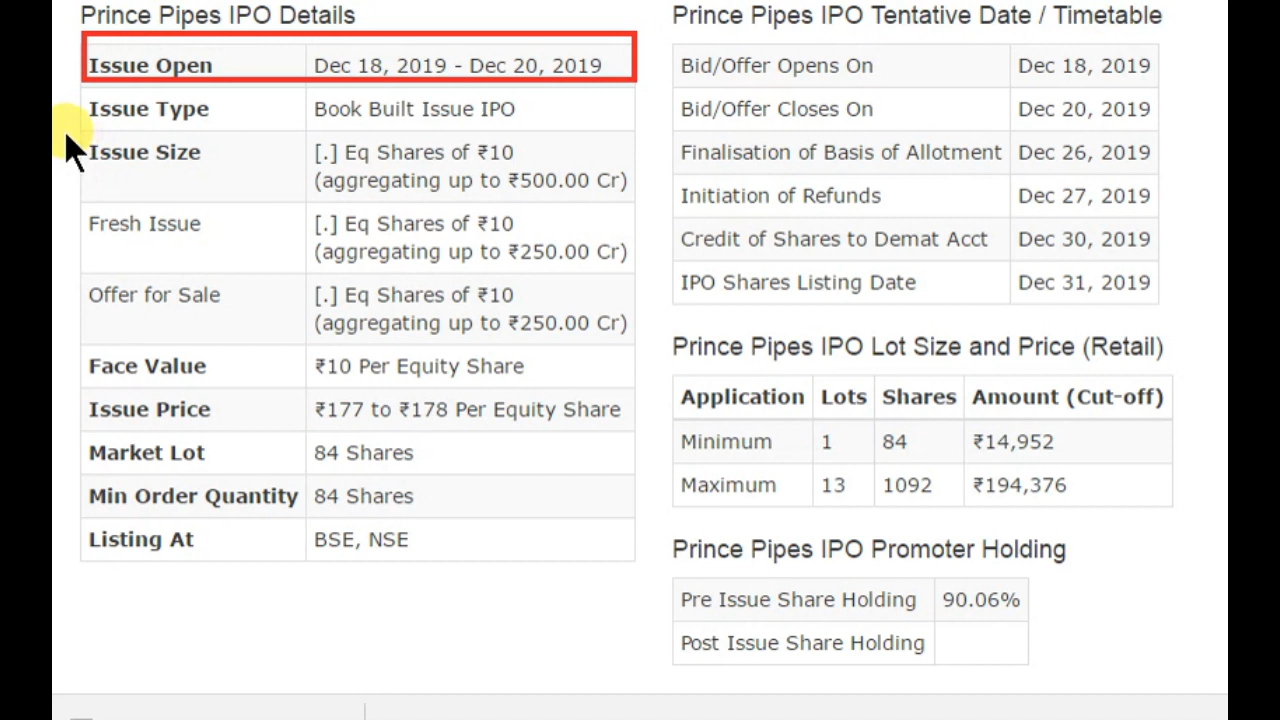 Prince Pipes IPO Details
Issue Open Dec 18, 2019 - Dec 20, 2019
Issue Type Book Built Issue IPO
Issue Size [.] Eq Shares of ₹10
(aggregating up to ₹500.00 Cr)
Fresh Issue [.] Eq Shares of ₹10
(aggregating up to ₹250.00 Cr)
Offer for Sale [.] Eq Shares of ₹10
(aggregating up to ₹250.00 Cr)
Face Value ₹10 Per Equity Share
Issue Price ₹177 to ₹178 Per Equity Share
Market Lot 84 Shares
Min Order Quantity 84 Shares
Listing At BSE, NSE
Prince Pipes IPO Tentative Date / Timetable
Bid/Offer Opens On Dec 18, 2019
Bid/Offer Closes On Dec 20, 2019
Finalisation of Basis of Allotment Dec 26, 2019
Initiation of Refunds Dec 27, 2019
Credit of Shares to Demat Acct Dec 30, 2019
IPO Shares Listing Date Dec 31, 2019
Prince Pipes IPO Lot Size and Price (Retail)
Application Lots Shares Amount (Cut-off)
Minimum 1 84 ₹14,952
Maximum 13 1092 ₹194,376
Prince Pipes IPO Promoter Holding
Pre Issue Share Holding 90.06%
Post Issue Share Holding